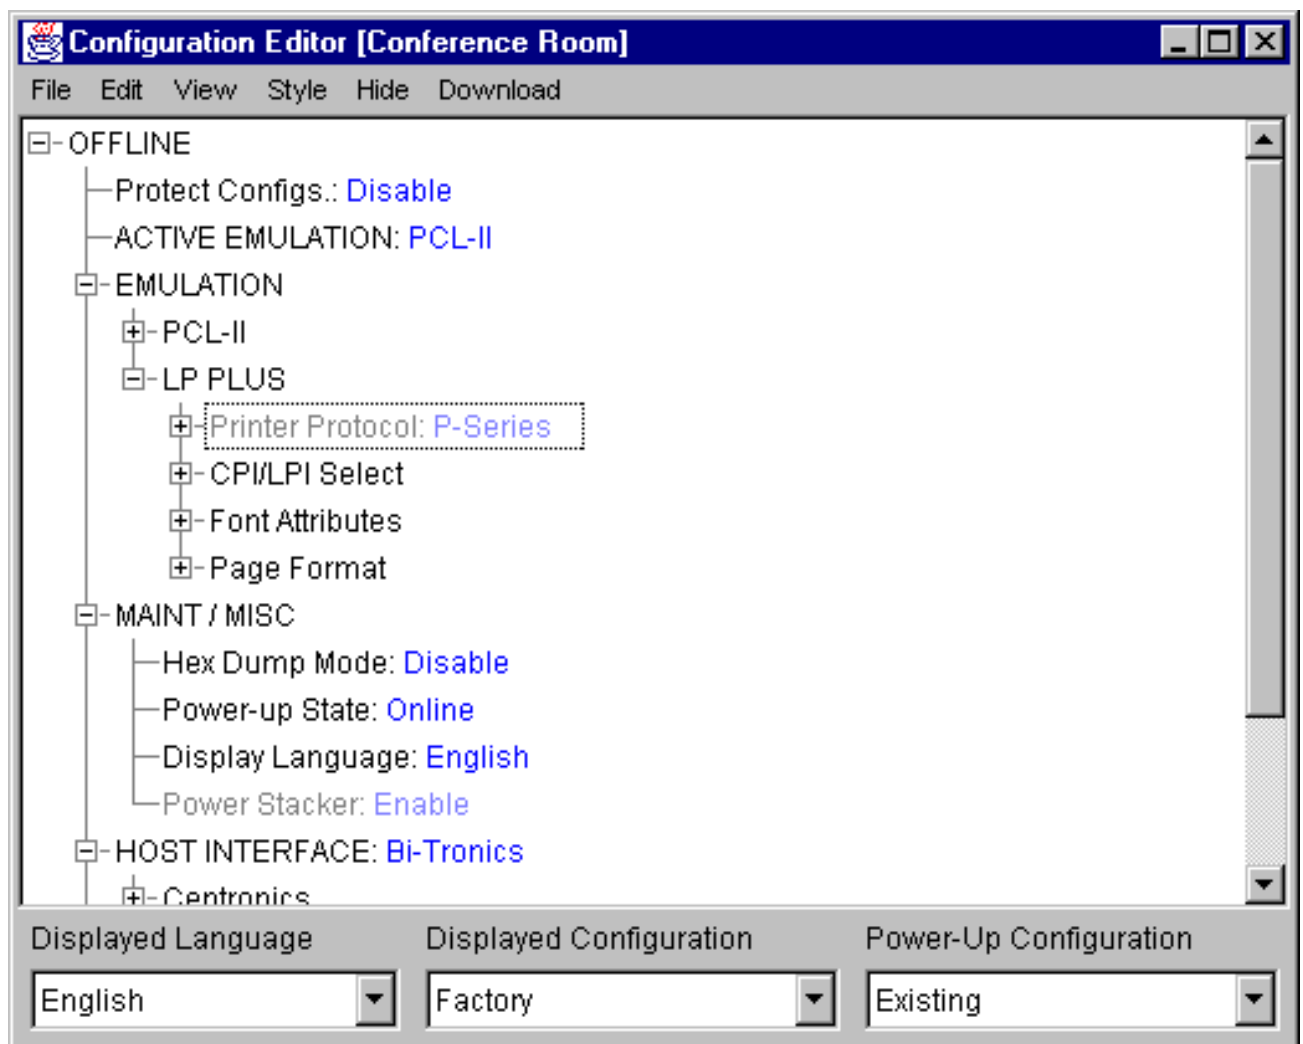 Configuration Editor [Conference Room]
File Edit View Style Hide Download
OFFLINE
Protect Configs.: Disable
ACTIVE EMULATION: PCL-II
EMULATION
PCL-II
LP PLUS
Printer Protocol: P-Series
CPI/LPI Select
Font Attributes
Page Format
MAINT / MISC
Hex Dump Mode: Disable
Power-up State: Online
Display Language: English
Power Stacker: Enable
HOST INTERFACE: Bi-Tronics
Centronics
Displayed Language Displayed Configuration Power-Up Configuration
English Factory Existing